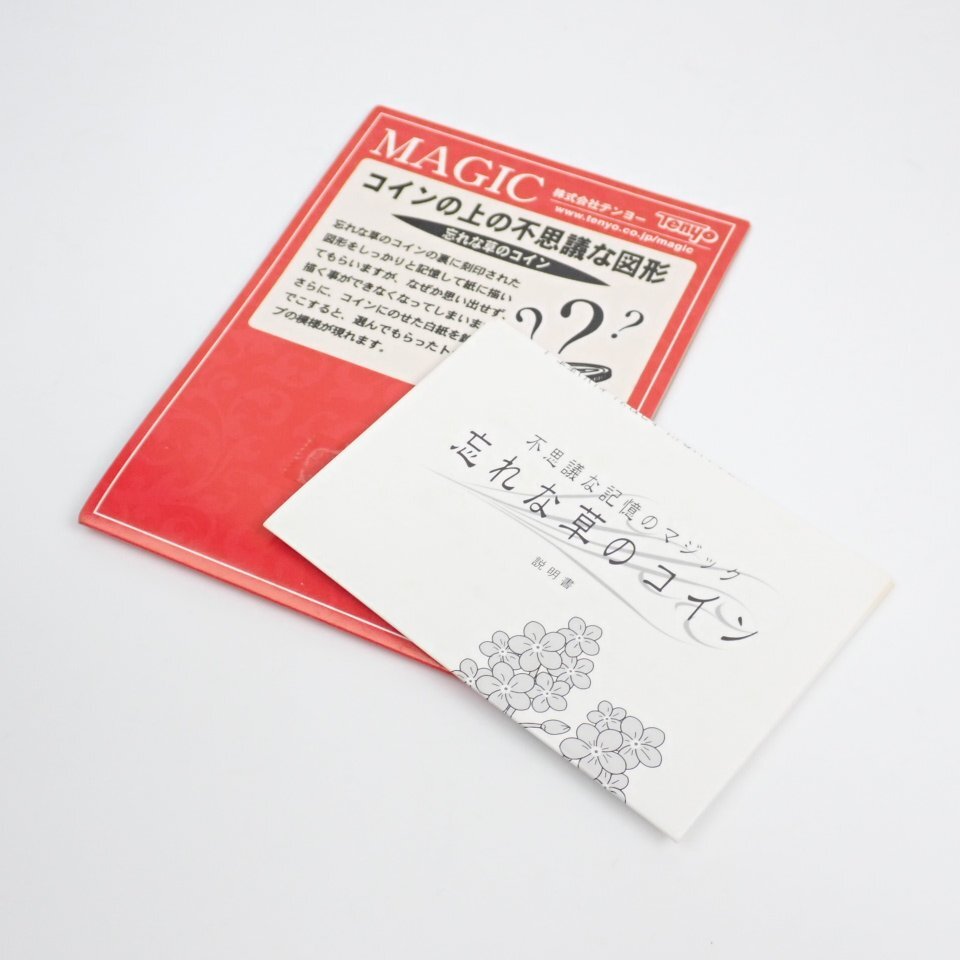 MAGIC
株式会社テンヨー
www.tenyo.co.jp/magic
Tenyo
コインの上の不思議な図形
忘れな草のコイン
忘れな草のコインの裏に刻印された
図形をしっかりと記憶して紙に描い
てもらいますが、なぜか思い出せず、
描く事ができなくなってしまいま
さらに、コインにのせた白紙を
でこすると、選んでもらったト
プの模様が現れます。
? ? ?
不思議な記憶のマジック
忘れな草のコイン
説明書